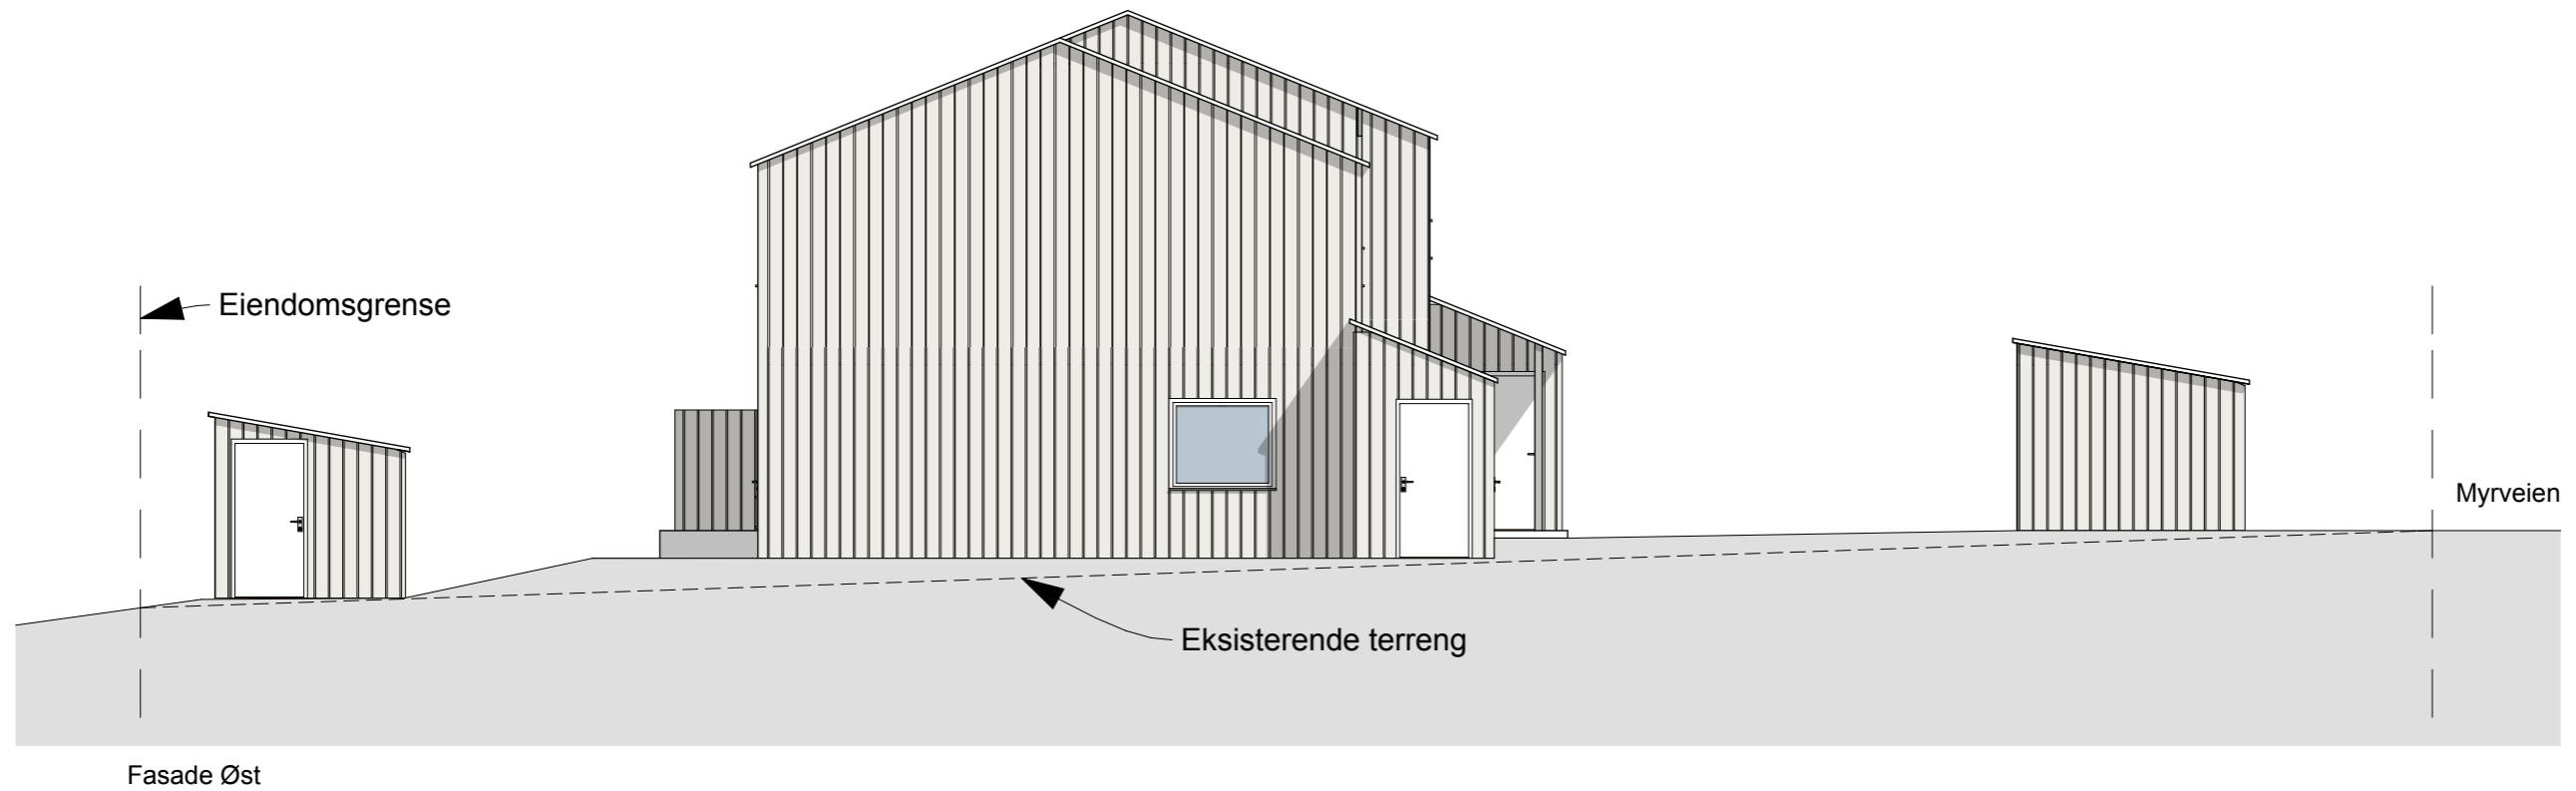 Eiendomsgrense
Myrveien
Eksisterende terreng
Fasade Øst